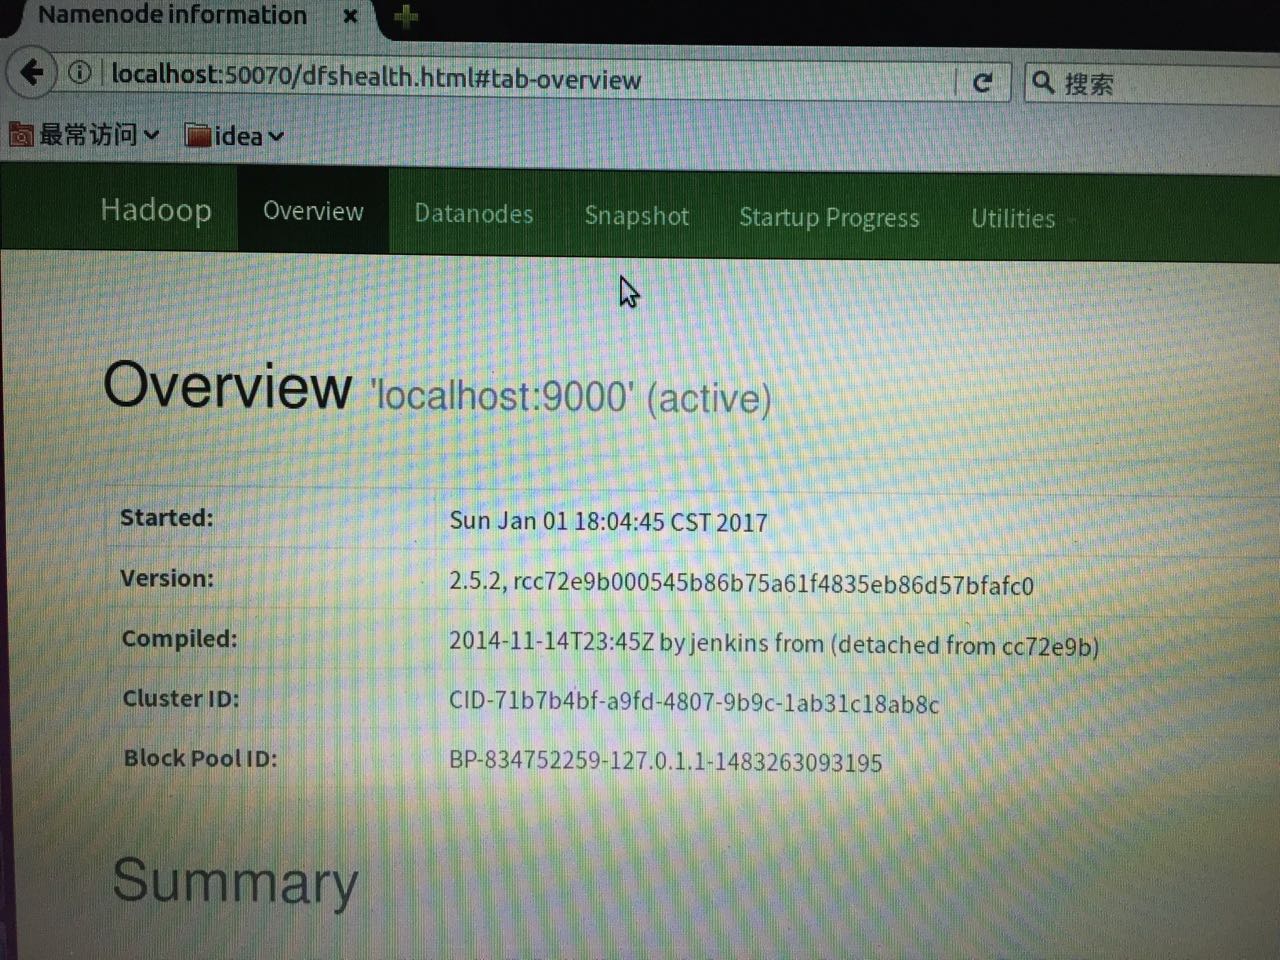 Namenode information
localhost:50070/dfshealth.html#tab-overview
搜索
最常访问 idea
Hadoop Overview Datanodes Snapshot Startup Progress Utilities
Overview 'localhost:9000' (active)
Started: Sun Jan 01 18:04:45 CST 2017
Version: 2.5.2, rcc72e9b000545b86b75a61f4835eb86d57bfafc0
Compiled: 2014-11-14T23:45Z by jenkins from (detached from cc72e9b)
Cluster ID: CID-71b7b4bf-a9fd-4807-9b9c-1ab31c18ab8c
Block Pool ID: BP-834752259-127.0.1.1-1483263093195
Summary